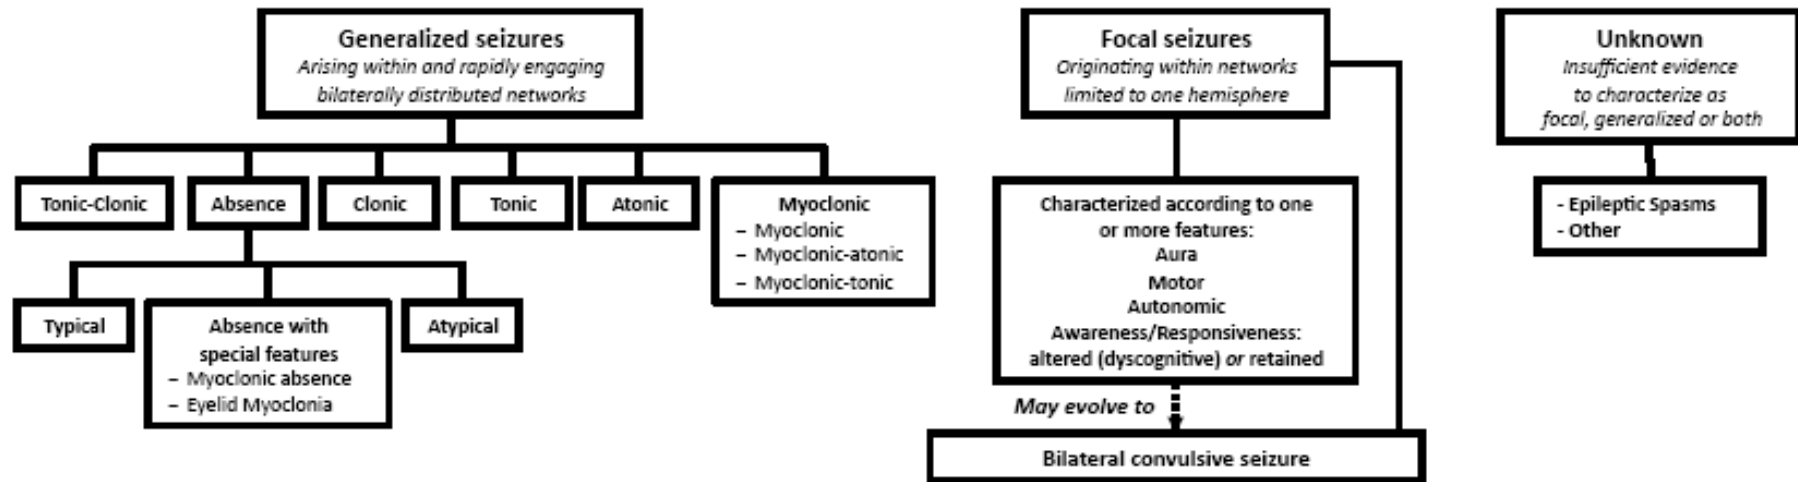 Generalized seizures
Arising within and rapidly engaging
bilaterally distributed networks
Tonic-Clonic
Absence
Clonic
Tonic
Atonic
Myoclonic
– Myoclonic
– Myoclonic-atonic
– Myoclonic-tonic
Typical
Absence with
special features
– Myoclonic absence
– Eyelid Myoclonia
Atypical
Focal seizures
Originating within networks
limited to one hemisphere
Characterized according to one
or more features:
Aura
Motor
Autonomic
Awareness/Responsiveness:
altered (dyscognitive) or retained
May evolve to
Bilateral convulsive seizure
Unknown
Insufficient evidence
to characterize as
focal, generalized or both
- Epileptic Spasms
- Other